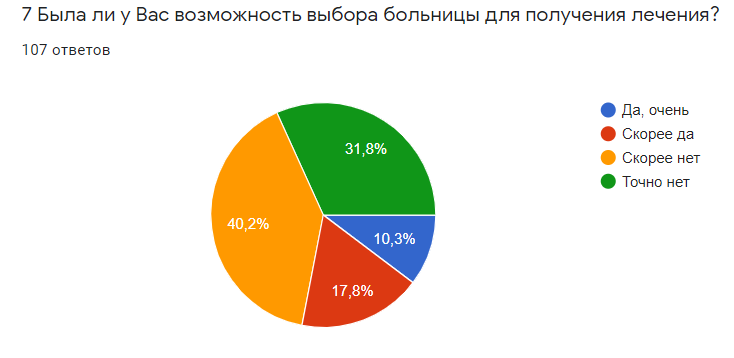 7 Была ли у Вас возможность выбора больницы для получения лечения?
107 ответов
Да, очень
Скорее да
Скорее нет
Точно нет
31,8%
10,3%
40,2%
17,8%